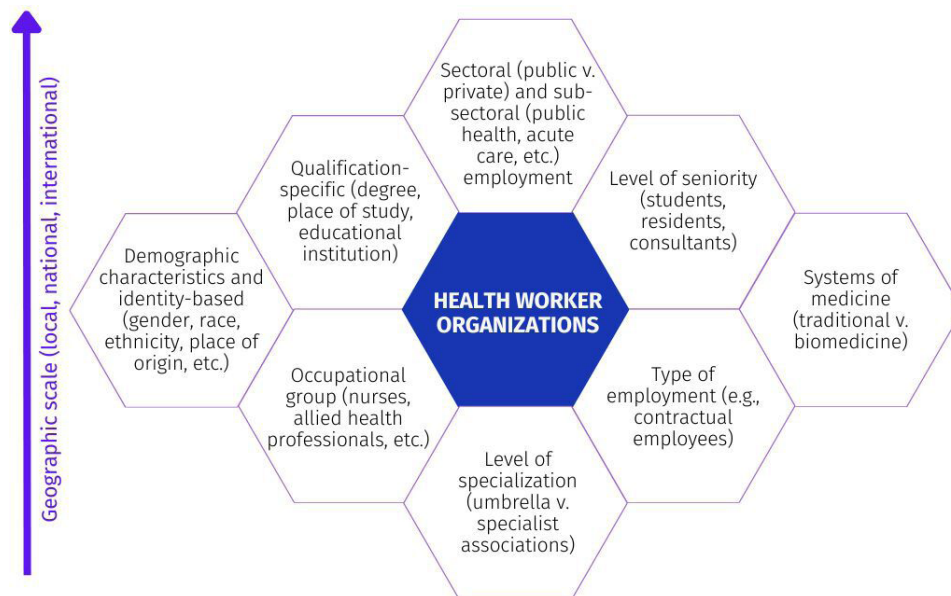 Geographic scale (local, national, international)
Sectoral (public v.
private) and sub-
sectoral (public
health, acute
care, etc.)
employment
Qualification-
specific (degree,
place of study,
educational
institution)
Level of seniority
(students,
residents,
consultants)
Demographic
characteristics and
identity-based
(gender, race,
ethnicity, place of
origin, etc.)
HEALTH WORKER
ORGANIZATIONS
Systems of
medicine
(traditional v.
biomedicine)
Occupational
group (nurses,
allied health
professionals, etc.)
Type of
employment (e.g.,
contractual
employees)
Level of
specialization
(umbrella v.
specialist
associations)